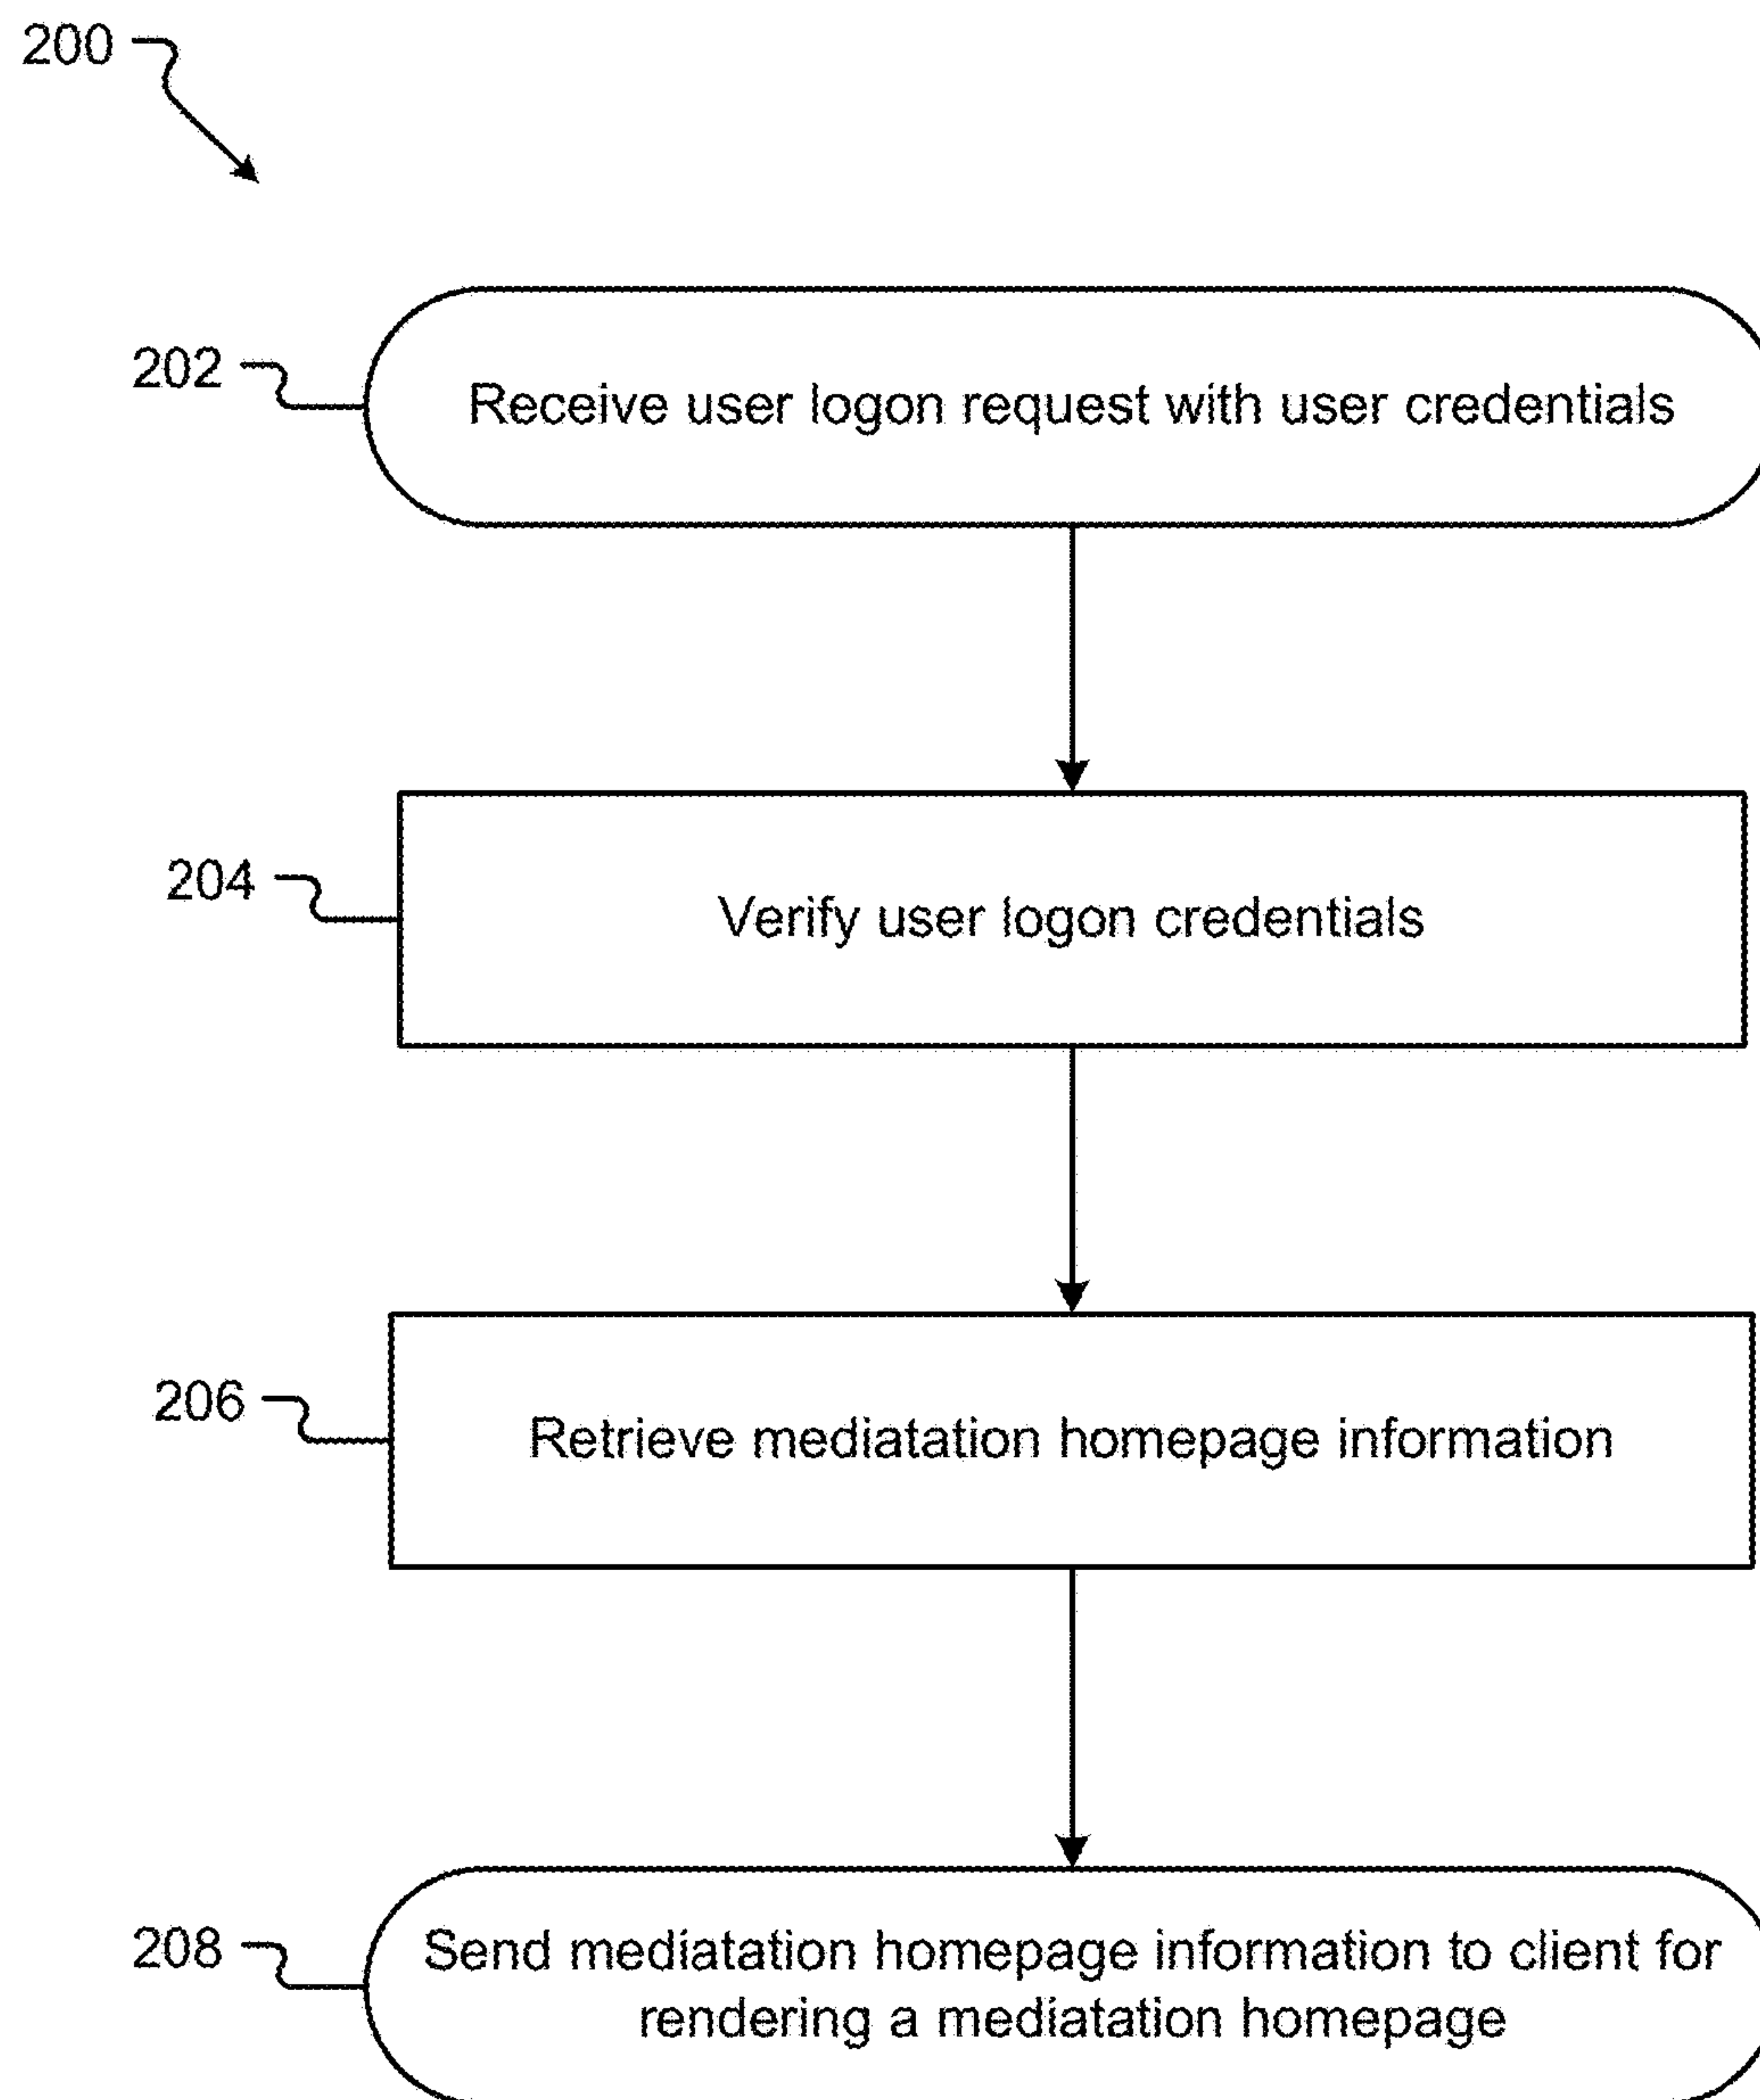 200
202
Receive user logon request with user credentials
204
Verify user logon credentials
206
Retrieve mediatation homepage information
208
Send mediatation homepage information to client for
rendering a mediatation homepage